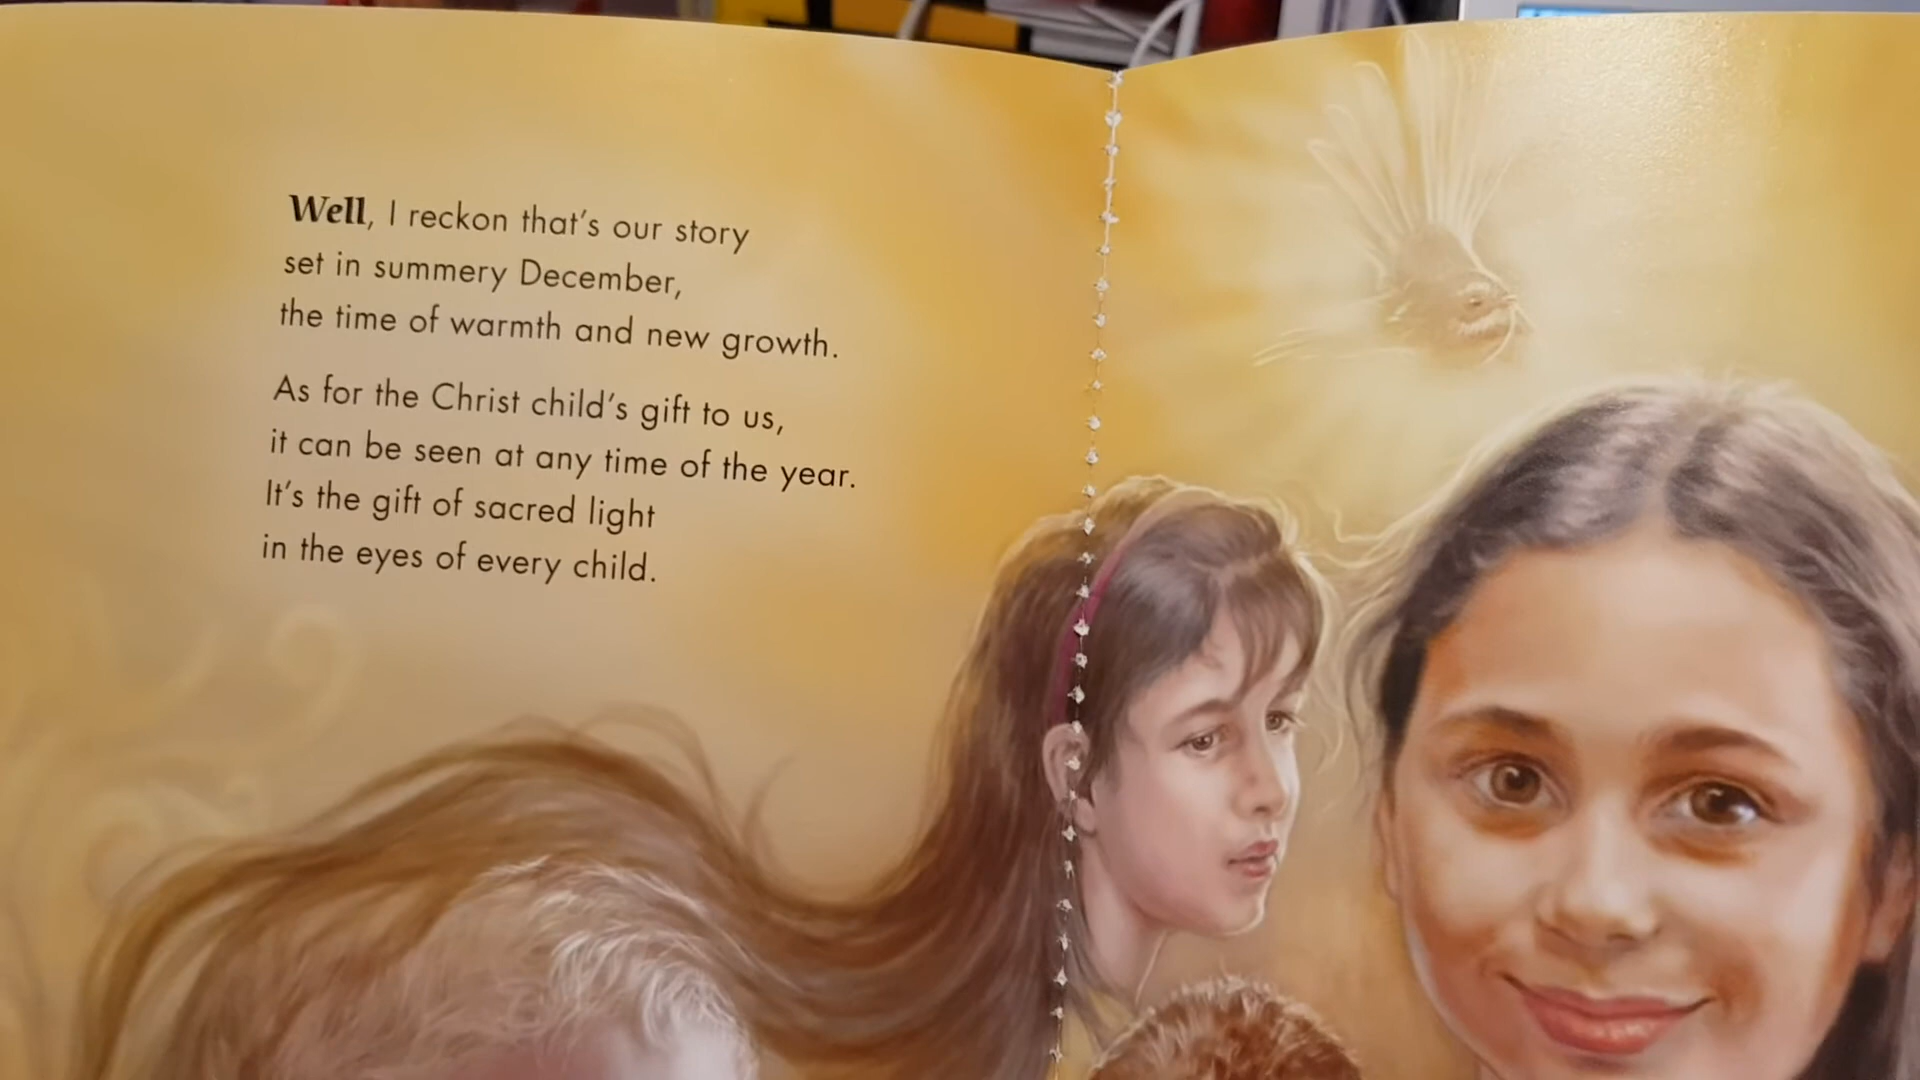 Well, I reckon that's our story
set in summery December,
the time of warmth and new growth.
As for the Christ child's gift to us,
it can be seen at any time of the year.
It's the gift of sacred light
in the eyes of every child.